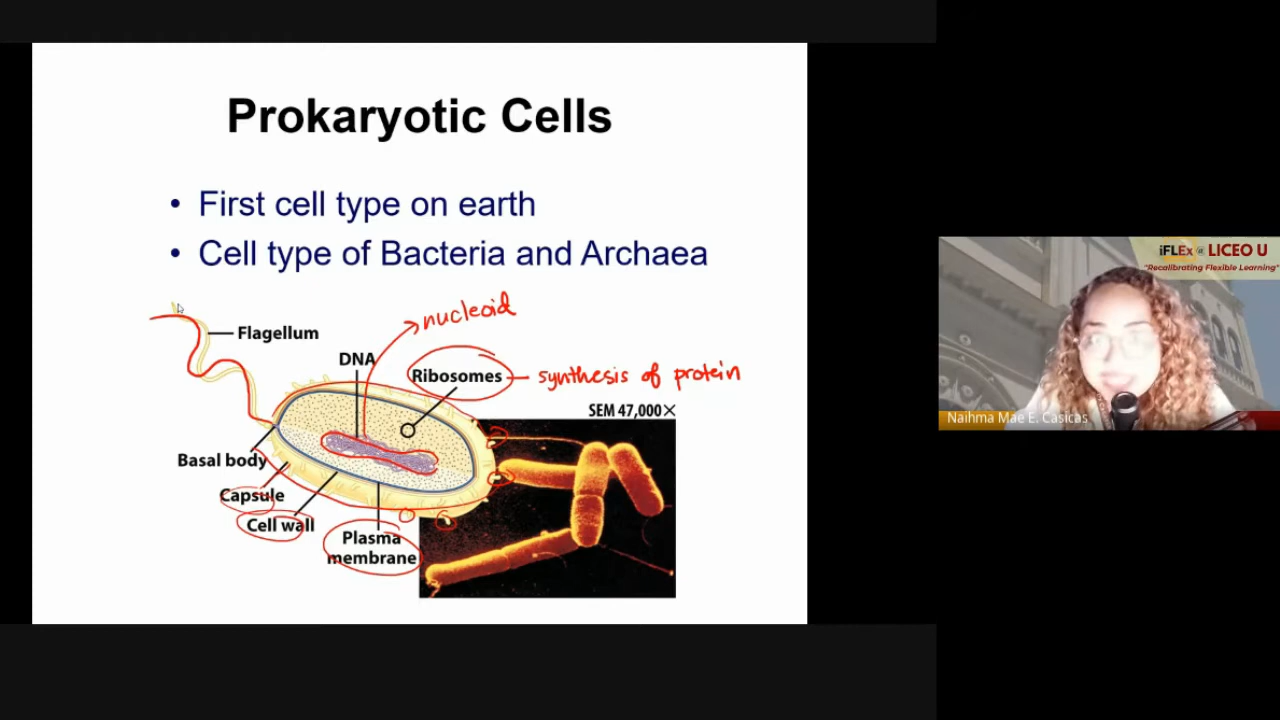 Prokaryotic Cells
• First cell type on earth
• Cell type of Bacteria and Archaea
nucleoid
Flagellum
DNA
Ribosomes
synthesis of protein
SEM 47,000×
Basal body
Capsule
Cell wall
Plasma
membrane
iFLEx @ LICEO U
"Recalibrating Flexible Learning"
Naihma Mae E. Casicas